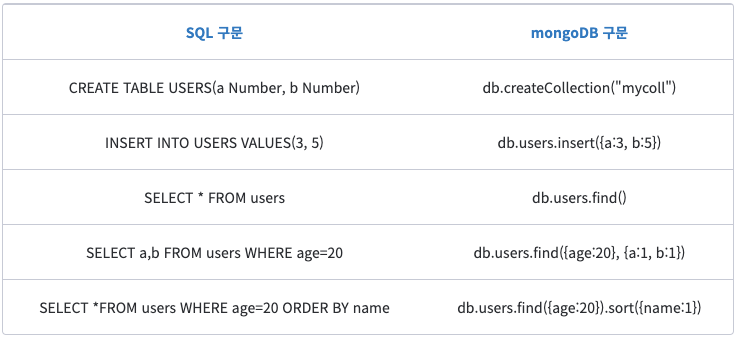 SQL 구문 mongoDB 구문
CREATE TABLE USERS(a Number, b Number) db.createCollection("mycoll")
INSERT INTO USERS VALUES(3, 5) db.users.insert({a:3, b:5})
SELECT * FROM users db.users.find()
SELECT a,b FROM users WHERE age=20 db.users.find({age:20}, {a:1, b:1})
SELECT *FROM users WHERE age=20 ORDER BY name db.users.find({age:20}).sort({name:1})